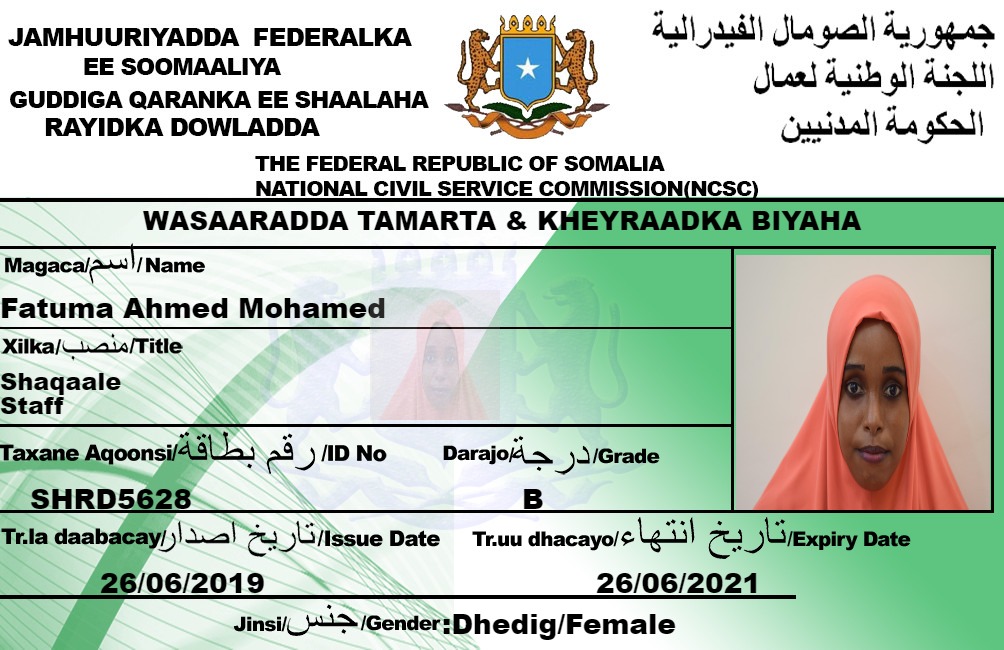 JAMHUURIYADDA FEDERALKA
EE SOOMAALIYA
GUDDIGA QARANKA EE SHAALAHA
RAYIDKA DOWLADDA
جمهورية الصومال الفيدرالية
اللجنة الوطنية لعمال
الحكومة المدنيين
THE FEDERAL REPUBLIC OF SOMALIA
NATIONAL CIVIL SERVICE COMMISSION(NCSC)
WASAARADDA TAMARTA & KHEYRAADKA BIYAHA
Magaca/اسم/Name
Fatuma Ahmed Mohamed
Xilka/منصب/Title
Shaqaale
Staff
Taxane Aqoonsi/رقم بطاقة/ID No
SHRD5628
Darajo/درجة/Grade
B
Tr.la daabacay/تاريخ اصدار/Issue Date
26/06/2019
Tr.uu dhacayo/تاريخ انتهاء/Expiry Date
26/06/2021
Jinsi/جنس/Gender:Dhedig/Female